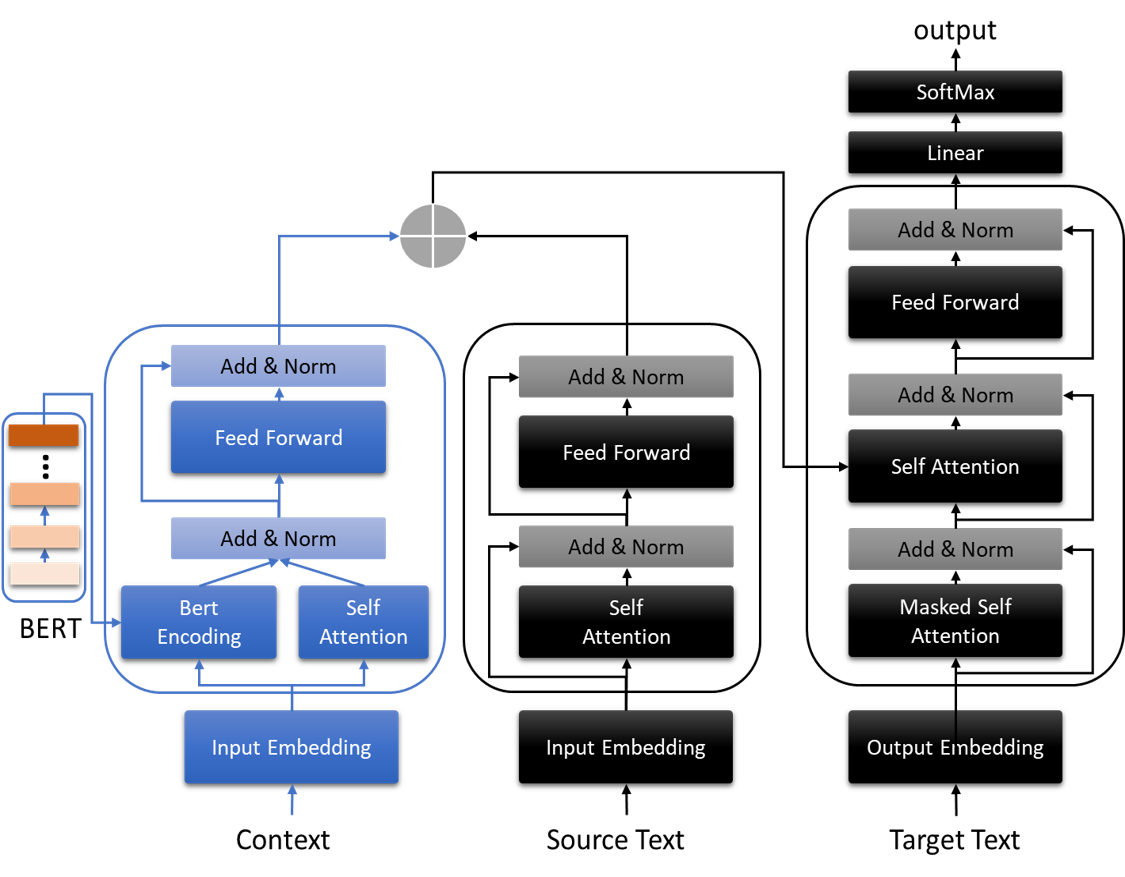 output
SoftMax
Linear
Add & Norm
Feed Forward
Add & Norm
Self Attention
Add & Norm
Masked Self
Attention
Output Embedding
Target Text
Add & Norm
Feed Forward
Add & Norm
Bert
Encoding
Self
Attention
BERT
Input Embedding
Context
Add & Norm
Feed Forward
Add & Norm
Self
Attention
Input Embedding
Source Text